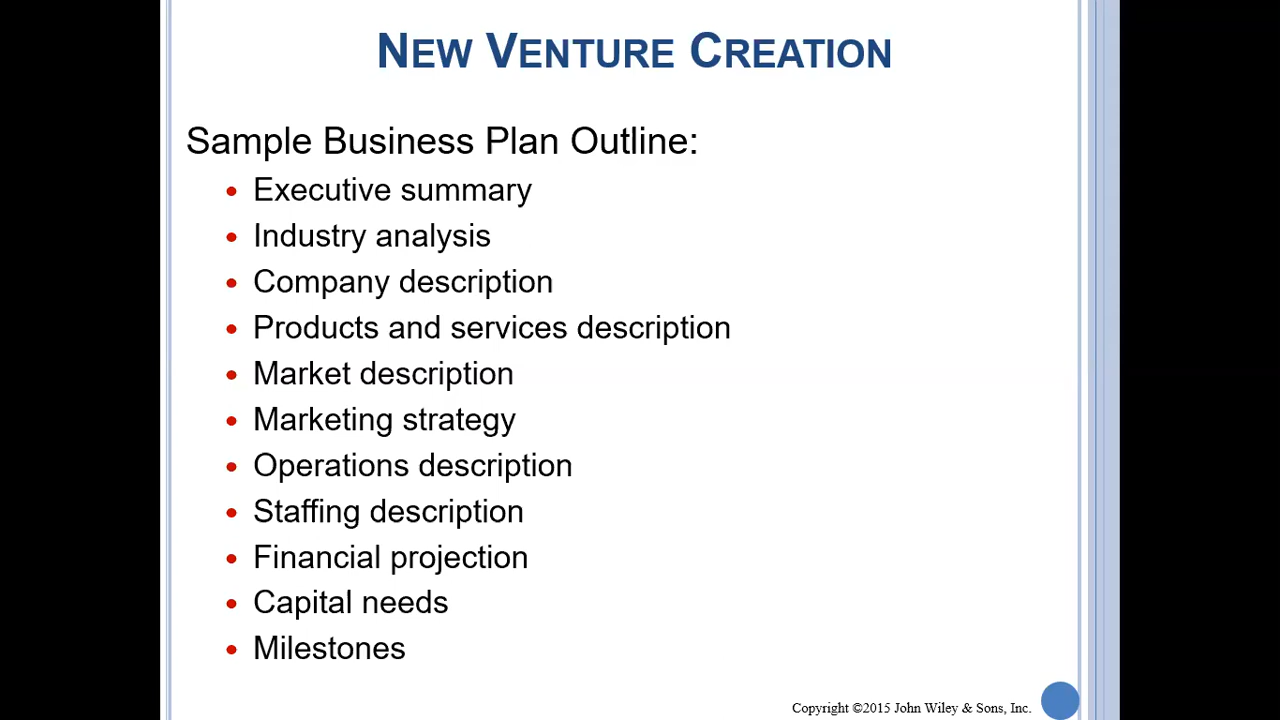 NEW VENTURE CREATION
Sample Business Plan Outline:
• Executive summary
• Industry analysis
• Company description
• Products and services description
• Market description
• Marketing strategy
• Operations description
• Staffing description
• Financial projection
• Capital needs
• Milestones
Copyright ©2015 John Wiley & Sons, Inc.